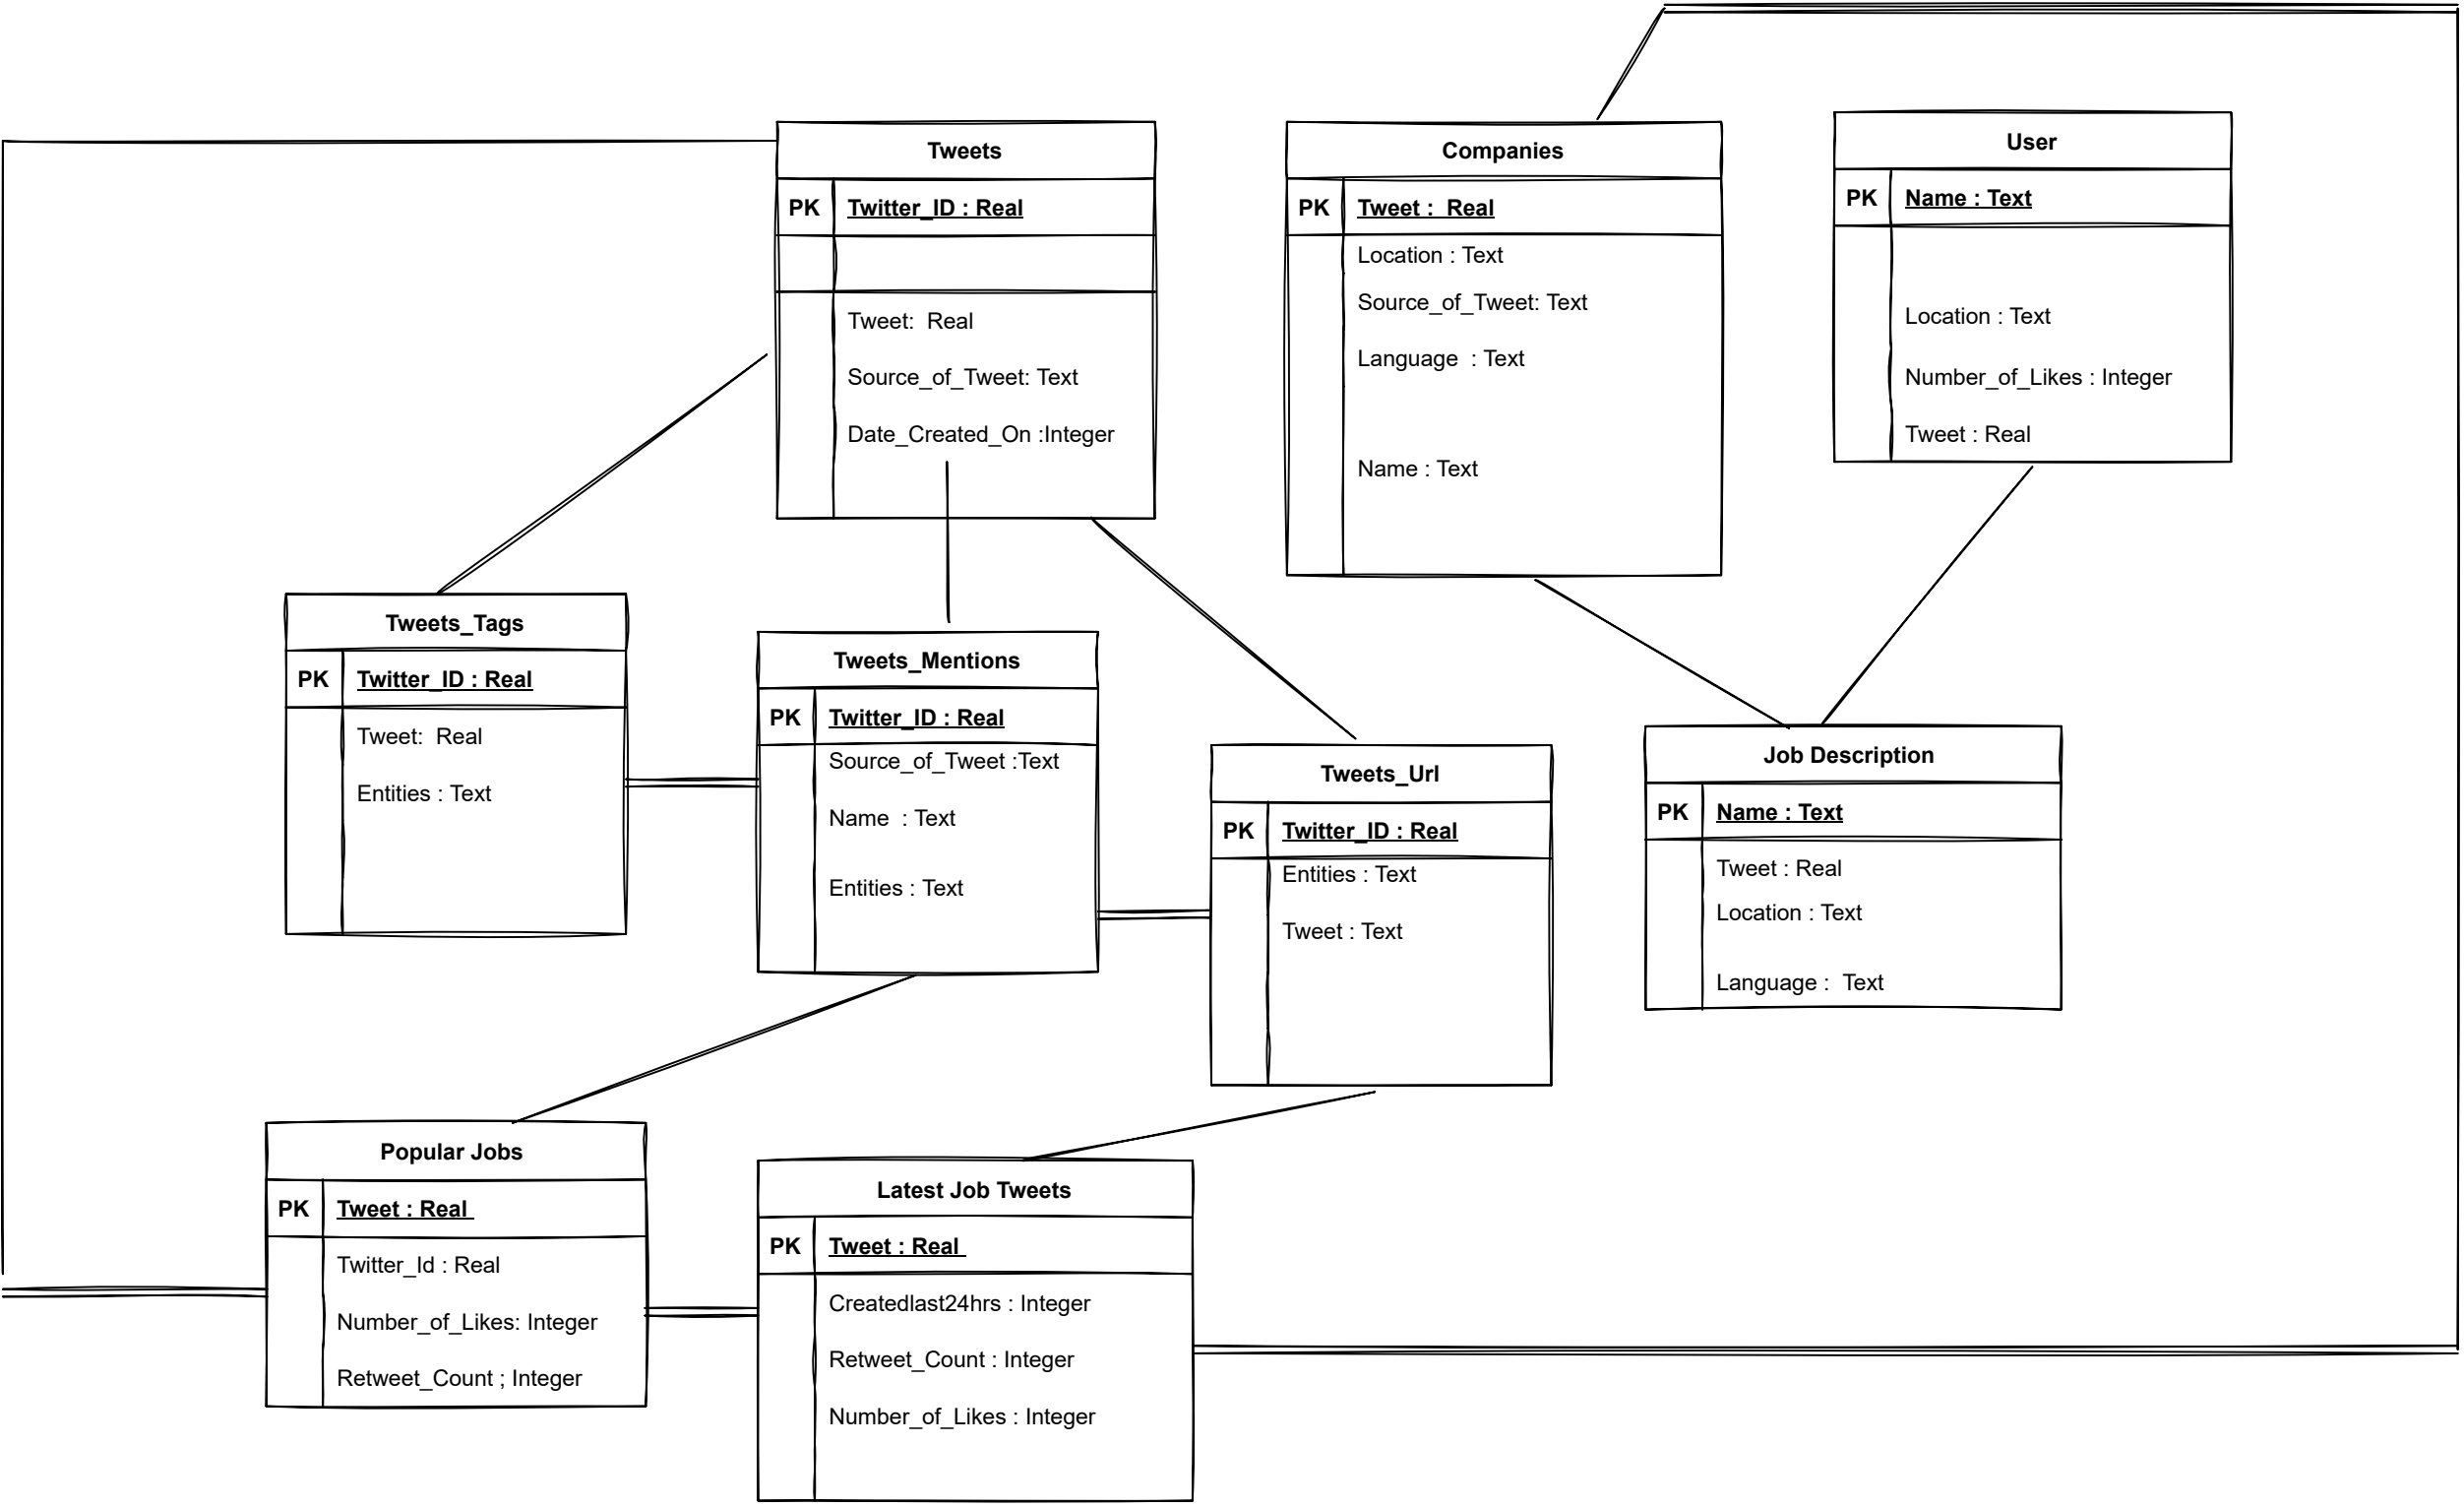 Tweets
PK Twitter_ID : Real
Tweet:  Real
Source_of_Tweet: Text
Date_Created_On :Integer
Companies
PK Tweet :  Real
Location : Text
Source_of_Tweet: Text
Language  : Text
Name : Text
User
PK Name : Text
Location : Text
Number_of_Likes : Integer
Tweet : Real
Tweets_Tags
PK Twitter_ID : Real
Tweet:  Real
Entities : Text
Tweets_Mentions
PK Twitter_ID : Real
Source_of_Tweet :Text
Name  : Text
Entities : Text
Tweets_Url
PK Twitter_ID : Real
Entities : Text
Tweet : Text
Job Description
PK Name : Text
Tweet : Real
Location : Text
Language :  Text
Popular Jobs
PK Tweet : Real
Twitter_Id : Real
Number_of_Likes: Integer
Retweet_Count ; Integer
Latest Job Tweets
PK Tweet : Real
Createdlast24hrs : Integer
Retweet_Count : Integer
Number_of_Likes : Integer